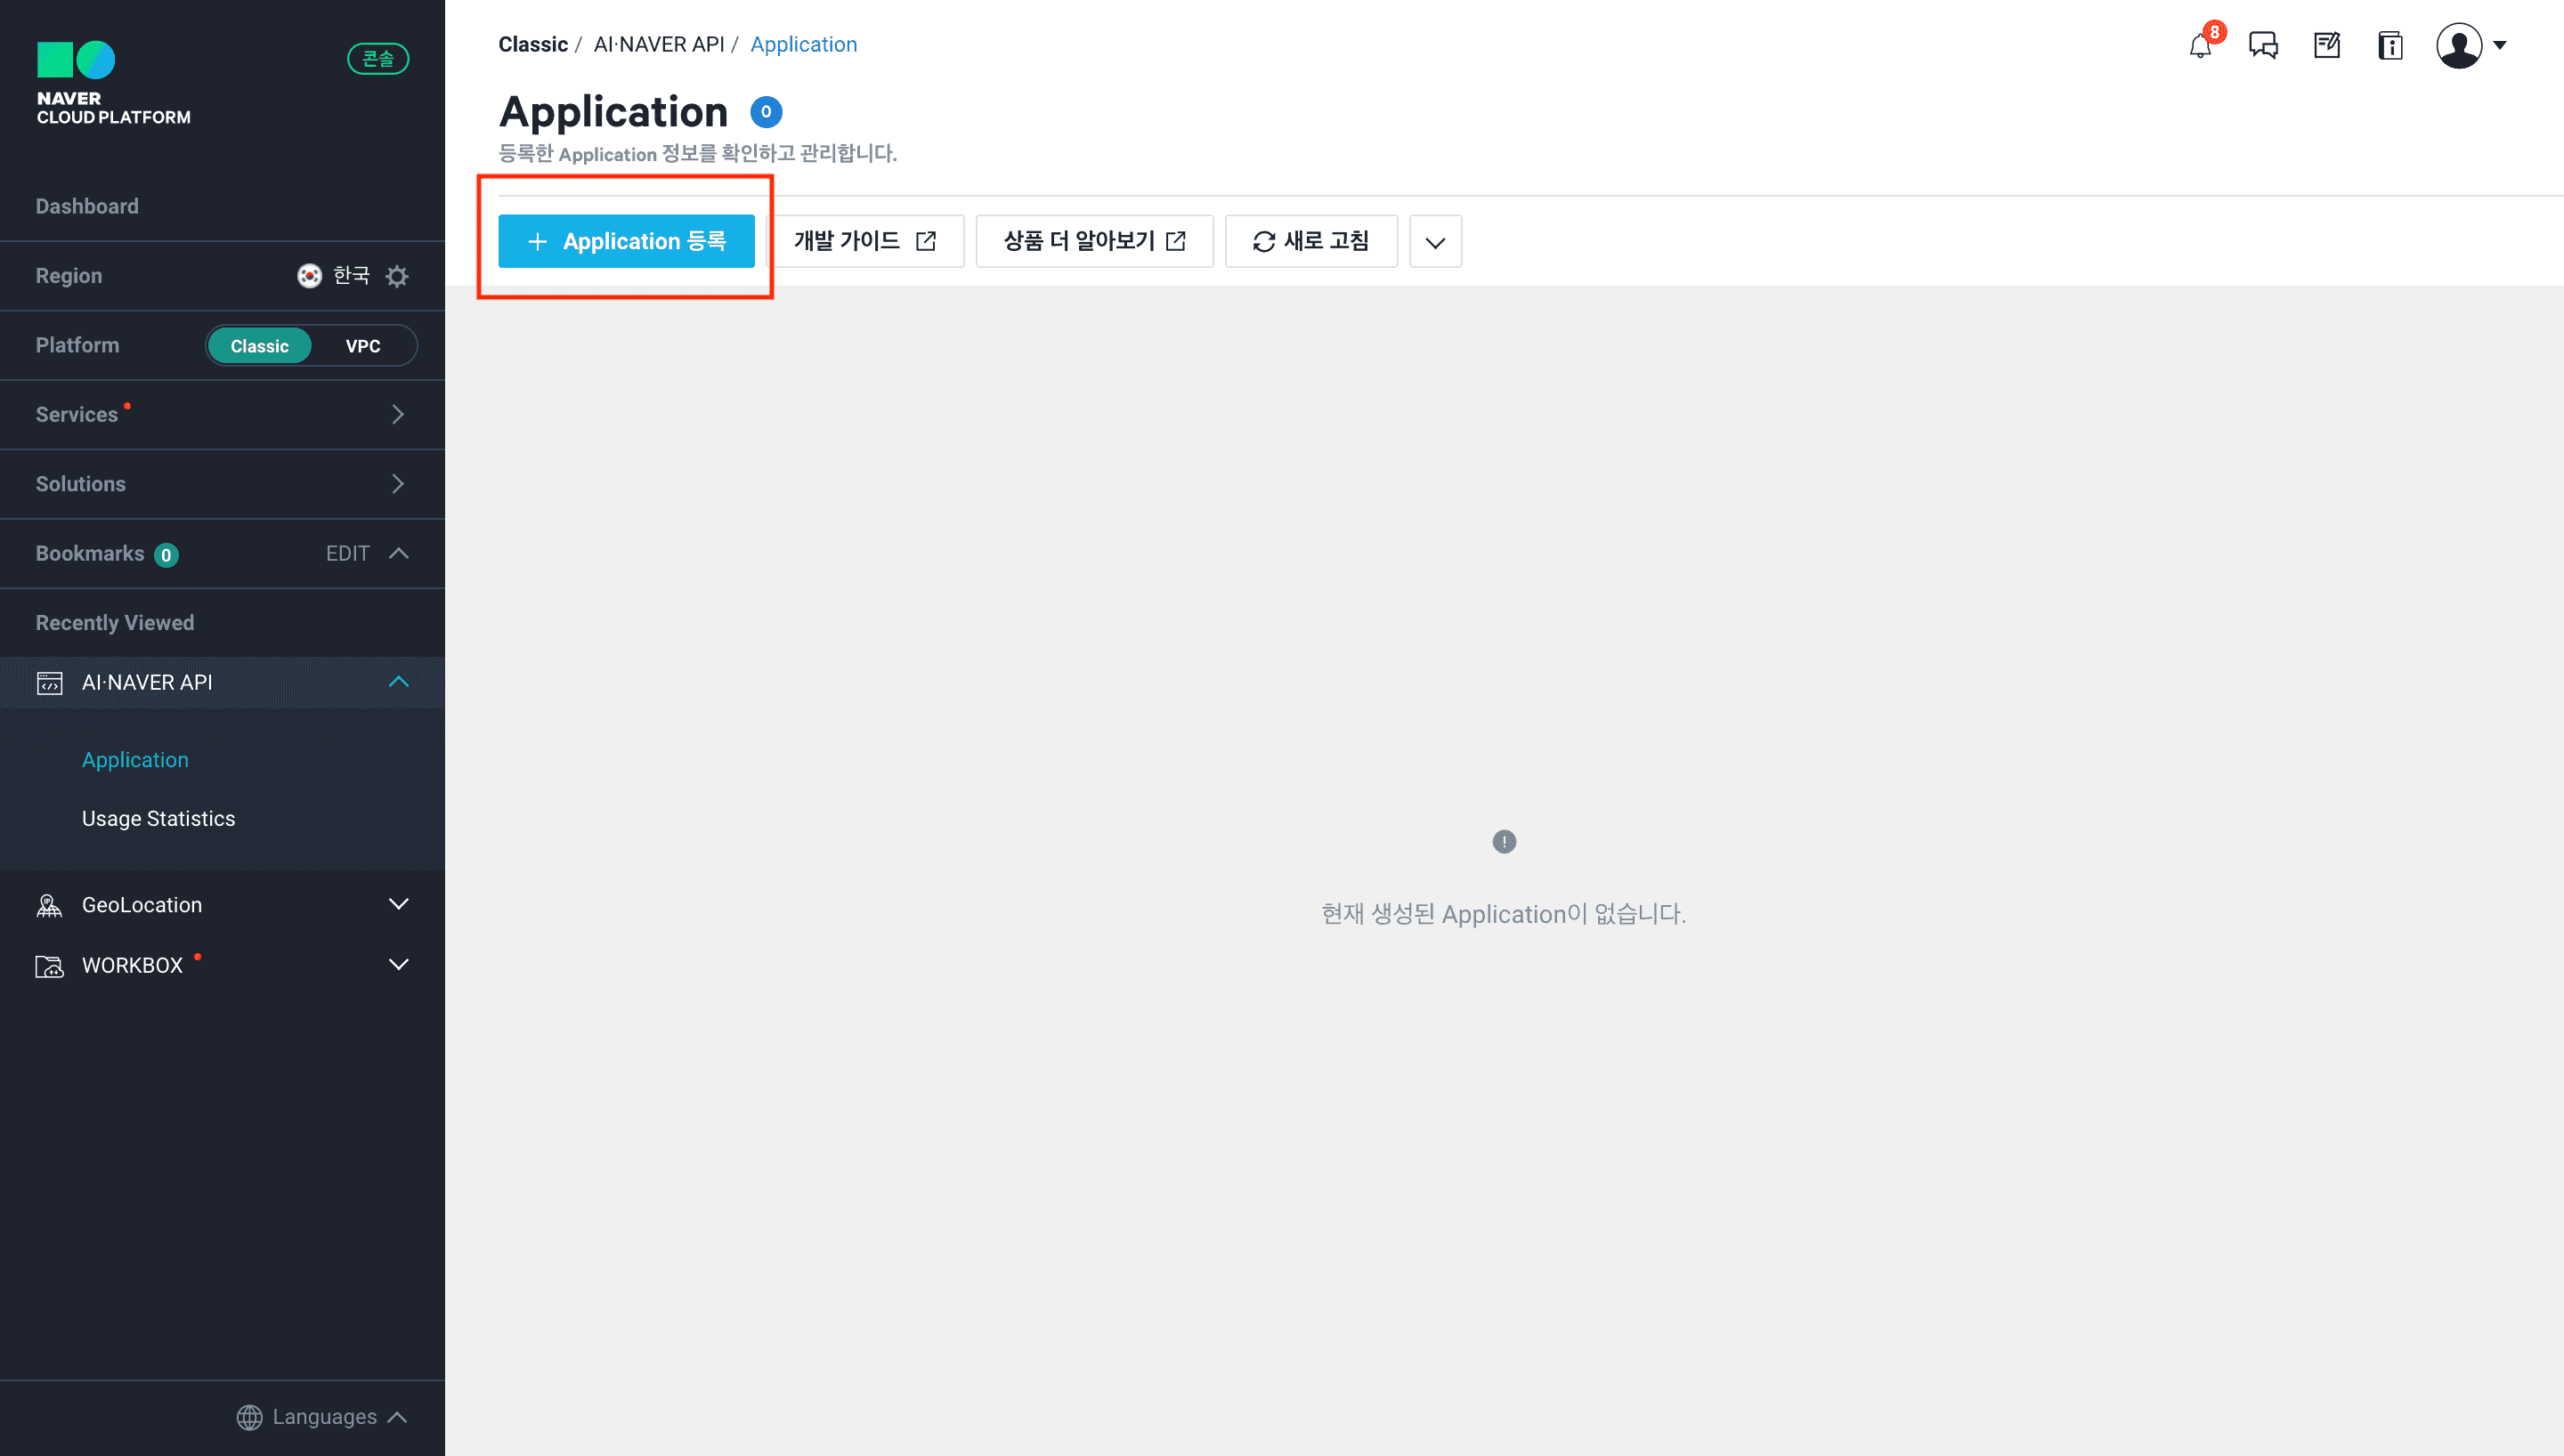 NAVER
CLOUD PLATFORM
콘솔
Dashboard
Region 한국
Platform Classic VPC
Services
Solutions
Bookmarks 0 EDIT
Recently Viewed
AI·NAVER API
Application
Usage Statistics
GeoLocation
WORKBOX
Languages
Classic / AI·NAVER API / Application
8
Application 0
등록한 Application 정보를 확인하고 관리합니다.
+ Application 등록 개발 가이드 상품 더 알아보기 새로 고침
현재 생성된 Application이 없습니다.